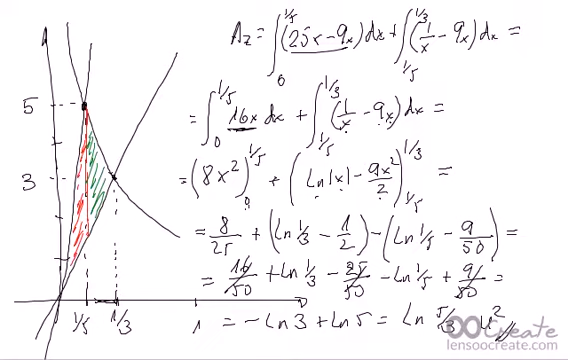 A₂ = ∫₀^(1/5) (25x - 9x) dx + ∫_(1/5)^(1/3) (1/x - 9x) dx =
= ∫₀^(1/5) 16x dx + ∫_(1/5)^(1/3) (1/x - 9x) dx =
= (8x²)₀^(1/5) + (Ln|x| - 9x²/2)_(1/5)^(1/3) =
= 8/25 + (Ln 1/3 - 1/2) - (Ln 1/5 - 9/50) =
= 16/50 + Ln 1/3 - 25/50 - Ln 1/5 + 9/50 =
= -Ln 3 + Ln 5 = Ln 5/3 u²
5
3
1/5
1/3
1
OSCREATE
lensoocreate.com